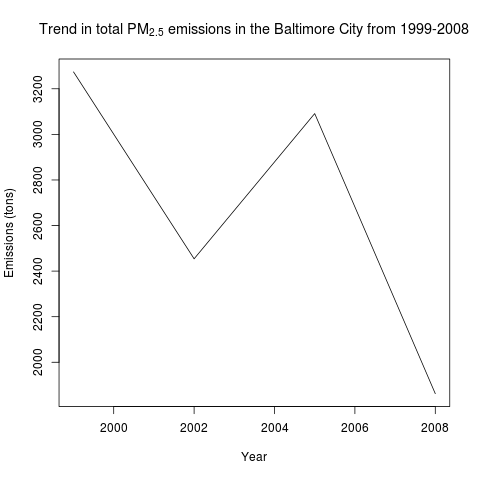 Trend in total PM2.5 emissions in the Baltimore City from 1999-2008
Emissions (tons)
3200
3000
2800
2600
2400
2200
2000
2000 2002 2004 2006 2008
Year